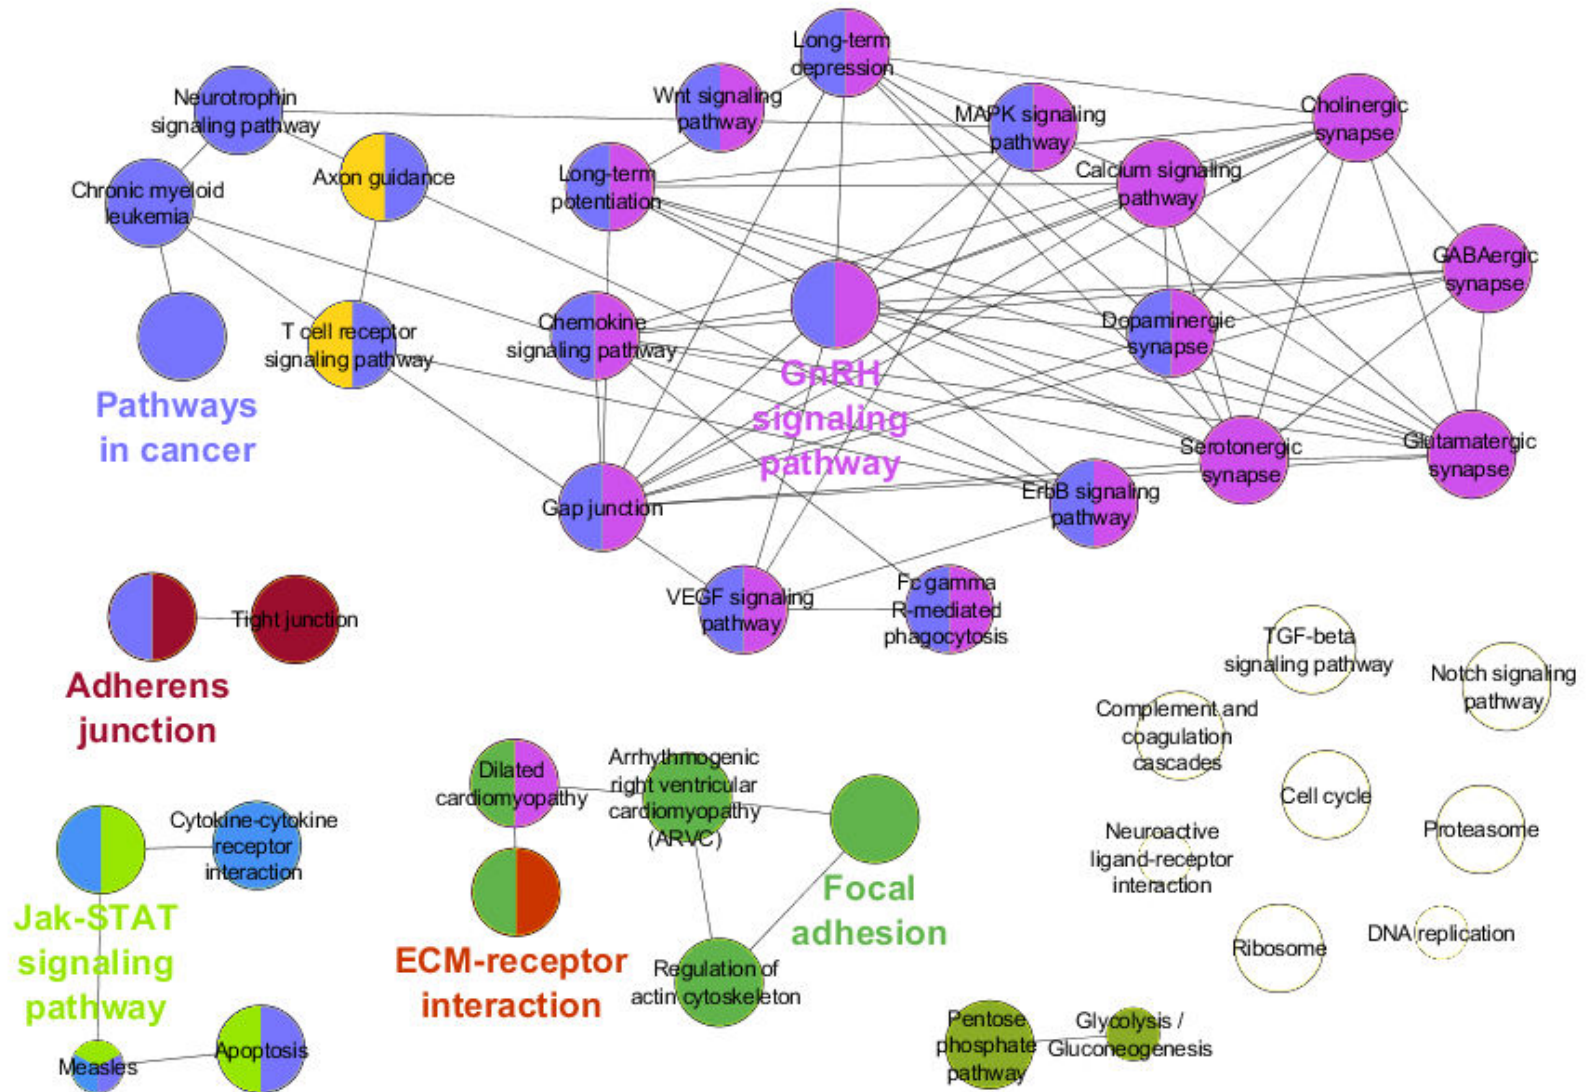 Long-term
depression
Neurotrophin
signaling pathway
Wnt signaling
pathway
MAPK signaling
pathway
Cholinergic
synapse
Chronic myeloid
leukemia
Axon guidance
Long-term
potentiation
Calcium signaling
pathway
GABAergic
synapse
T cell receptor
signaling pathway
Chemokine
signaling pathway
Dopaminergic
synapse
Pathways
in cancer
GnRH
signaling
pathway
Serotonergic
synapse
Glutamatergic
synapse
Gap junction
ErbB signaling
pathway
VEGF signaling
pathway
Fc gamma
R-mediated
phagocytosis
Tight junction
Adherens
junction
TGF-beta
signaling pathway
Notch signaling
pathway
Complement and
coagulation
cascades
Dilated
cardiomyopathy
Arrhythmogenic
right ventricular
cardiomyopathy
(ARVC)
Cell cycle
Proteasome
Neuroactive
ligand-receptor
interaction
Cytokine-cytokine
receptor
interaction
Jak-STAT
signaling
pathway
Focal
adhesion
ECM-receptor
interaction
Regulation of
actin cytoskeleton
Ribosome
DNA replication
Pentose
phosphate
pathway
Glycolysis /
Gluconeogenesis
Measles
Apoptosis